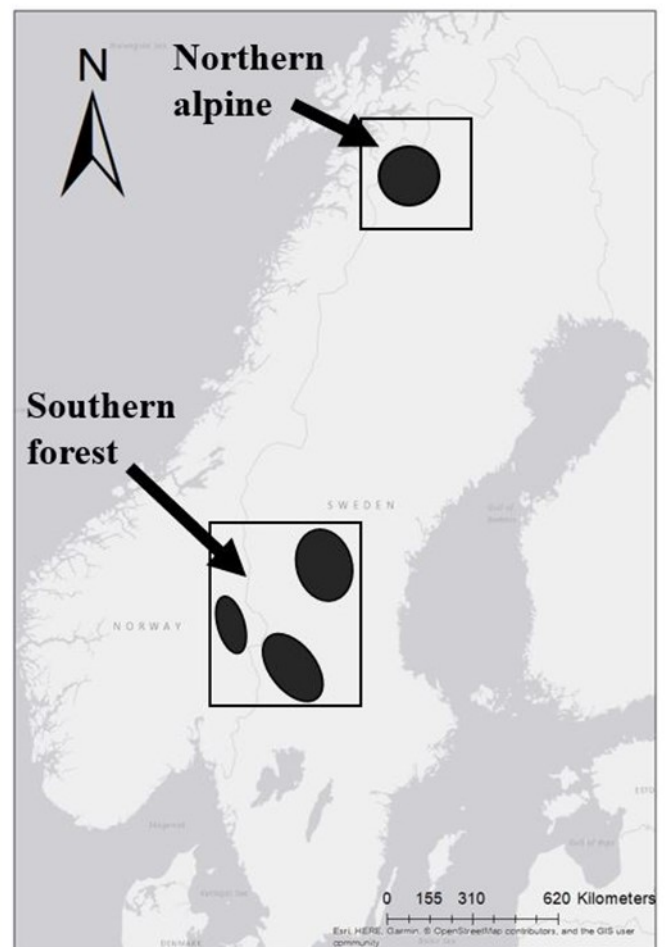 N
Northern
alpine
Southern
forest
SWEDEN
NORWAY
DENMARK
0 155 310 620 Kilometers
Esri, HERE, Garmin, © OpenStreetMap contributors, and the GIS user
community